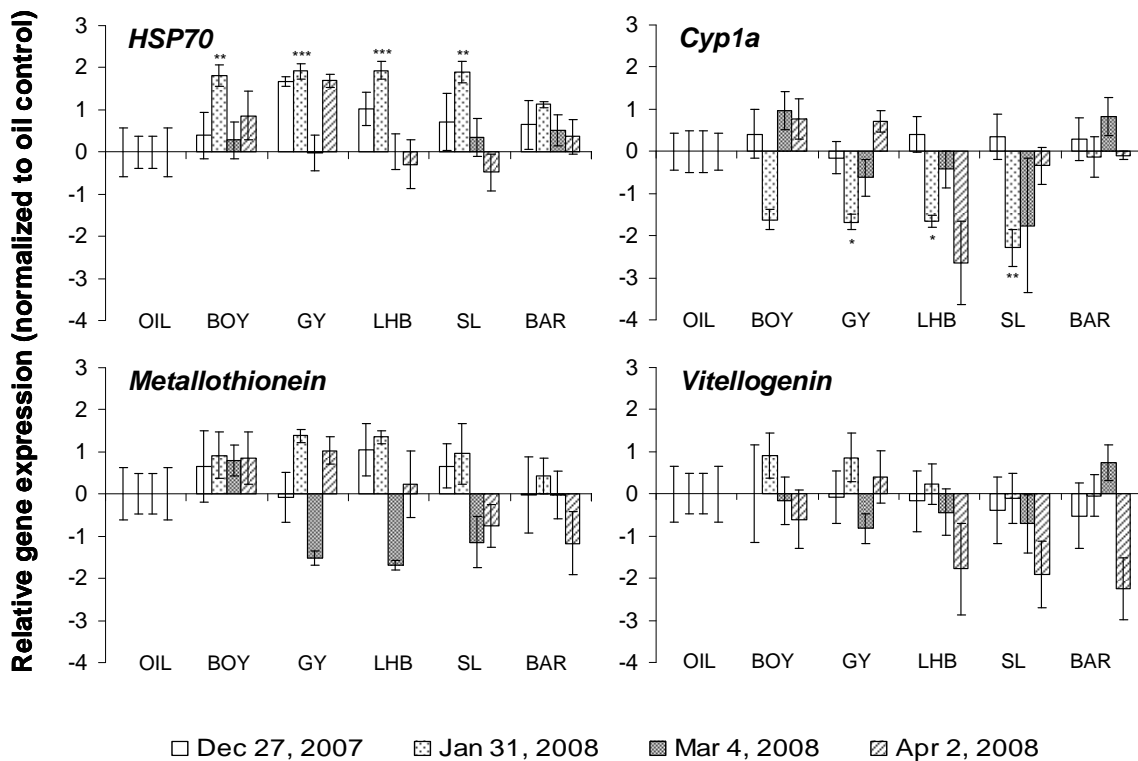 Relative gene expression (normalized to oil control)
HSP70
3
2
1
0
-1
-2
-3
-4
** *** *** **
OIL BOY GY LHB SL BAR
Cyp1a
3
2
1
0
-1
-2
-3
-4
* * **
OIL BOY GY LHB SL BAR
Metallothionein
3
2
1
0
-1
-2
-3
-4
OIL BOY GY LHB SL BAR
Vitellogenin
3
2
1
0
-1
-2
-3
-4
OIL BOY GY LHB SL BAR
Dec 27, 2007 Jan 31, 2008 Mar 4, 2008 Apr 2, 2008